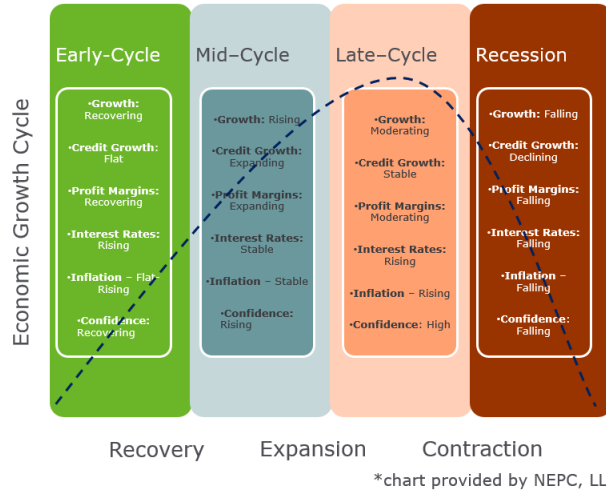 Economic Growth Cycle
Early-Cycle
•Growth:
Recovering
•Credit Growth:
Flat
•Profit Margins:
Recovering
•Interest Rates:
Rising
•Inflation – Flat-
Rising
•Confidence:
Recovering
Mid–Cycle
•Growth: Rising
•Credit Growth:
Expanding
•Profit Margins:
Expanding
•Interest Rates:
Stable
•Inflation – Stable
•Confidence:
Rising
Late–Cycle
•Growth:
Moderating
•Credit Growth:
Stable
•Profit Margins:
Moderating
•Interest Rates:
Rising
•Inflation – Rising
•Confidence: High
Recession
•Growth: Falling
•Credit Growth:
Declining
•Profit Margins:
Falling
•Interest Rates:
Falling
•Inflation –
Falling
•Confidence:
Falling
Recovery Expansion Contraction
*chart provided by NEPC, LL